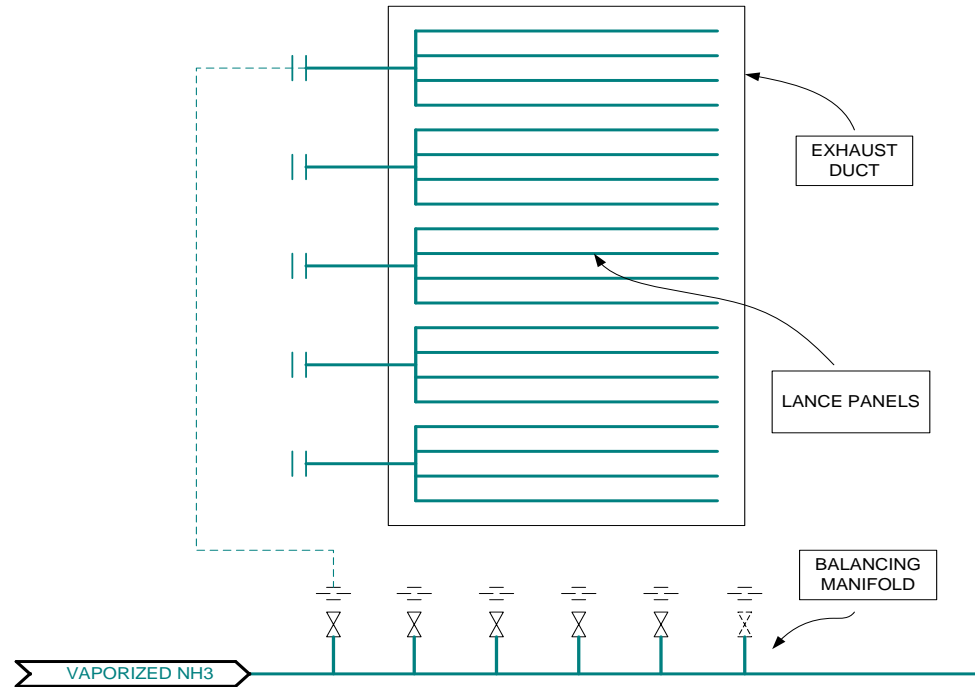 EXHAUST
DUCT
LANCE PANELS
BALANCING
MANIFOLD
VAPORIZED NH3